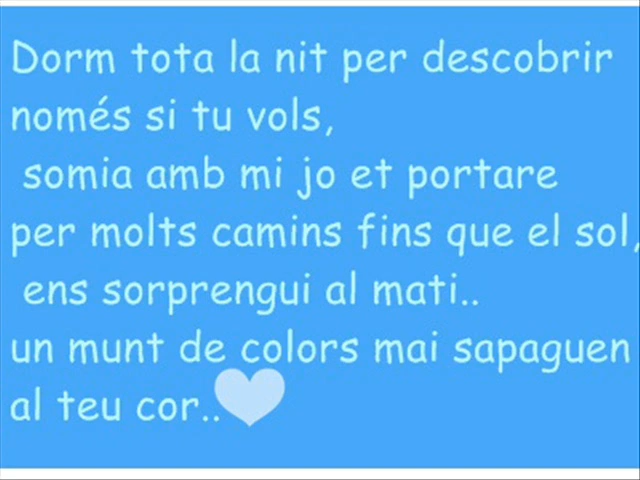 Dorm tota la nit per descobrir
només si tu vols,
somia amb mi jo et portare
per molts camins fins que el sol,
ens sorprengui al mati..
un munt de colors mai sapaguen
al teu cor..